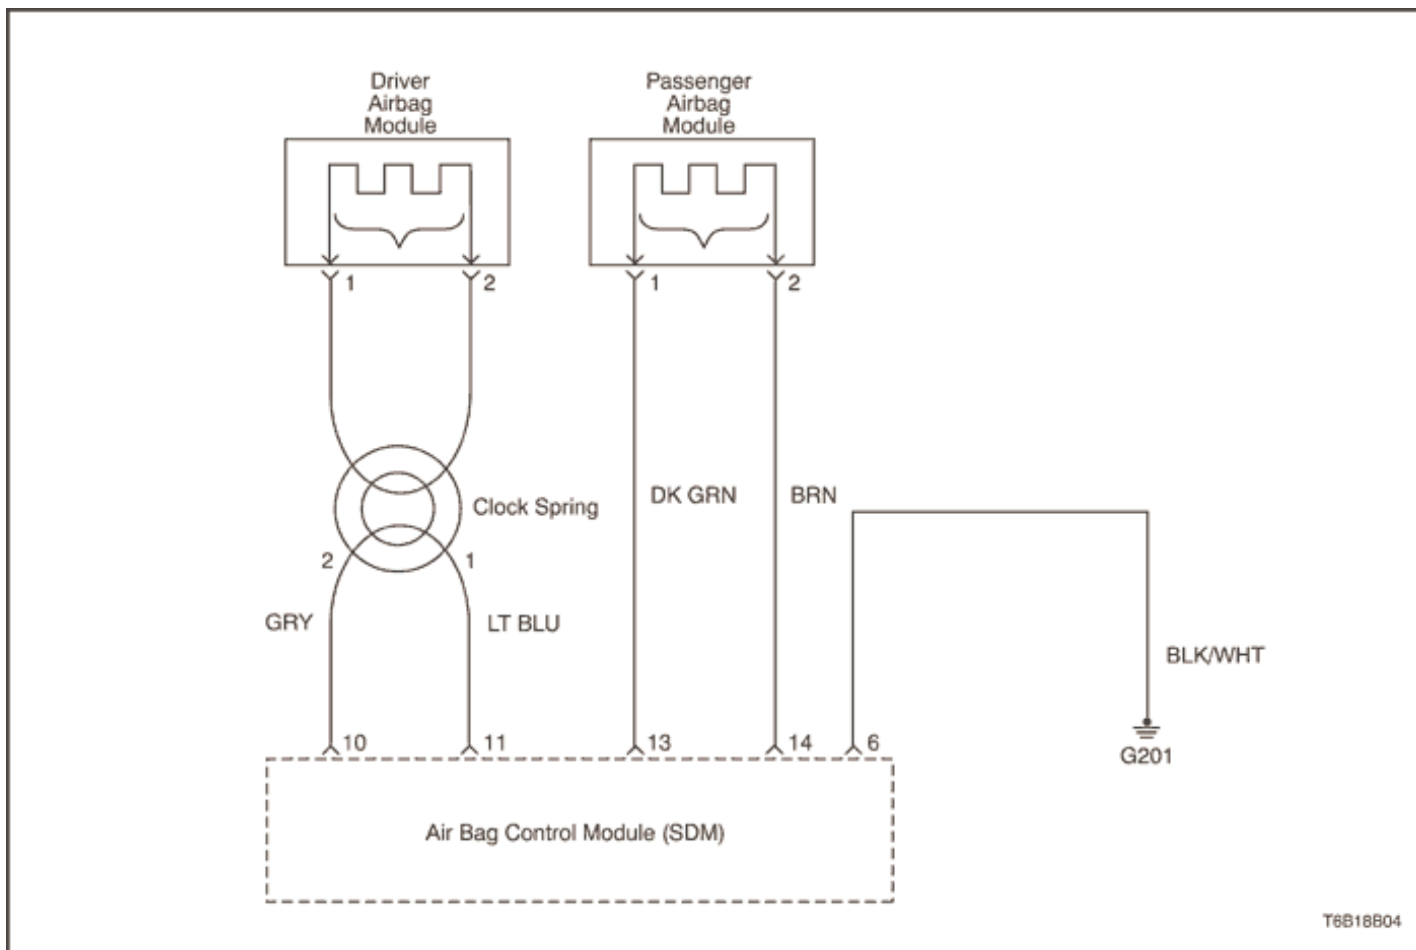 Driver
Airbag
Module
Passenger
Airbag
Module
1
2
1
2
Clock Spring
DK GRN
BRN
2
1
GRY
LT BLU
BLK/WHT
10
11
13
14
6
G201
Air Bag Control Module (SDM)
T6B18B04